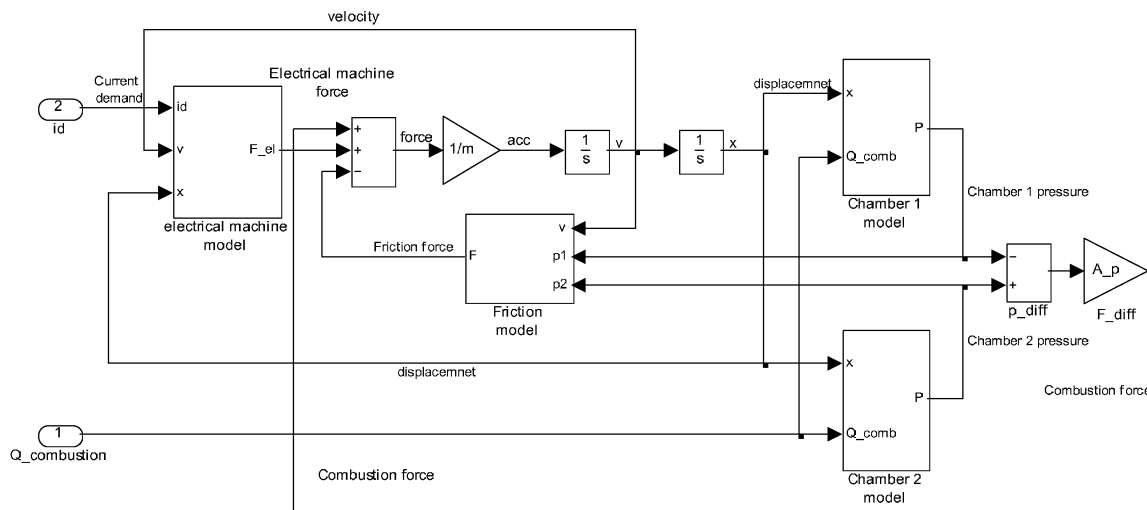 velocity
Current
demand
2
id
id
v
x
F_el
electrical machine
model
Electrical machine
force
+
+
−
force
1/m
acc
1
s
v
1
s
x
displacemnet
x
Q_comb
P
Chamber 1
model
Chamber 1 pressure
Friction force
F
v
p1
p2
Friction
model
−
+
p_diff
A_p
F_diff
Chamber 2 pressure
displacemnet
x
Q_comb
P
Chamber 2
model
Combustion force
1
Q_combustion
Combustion force